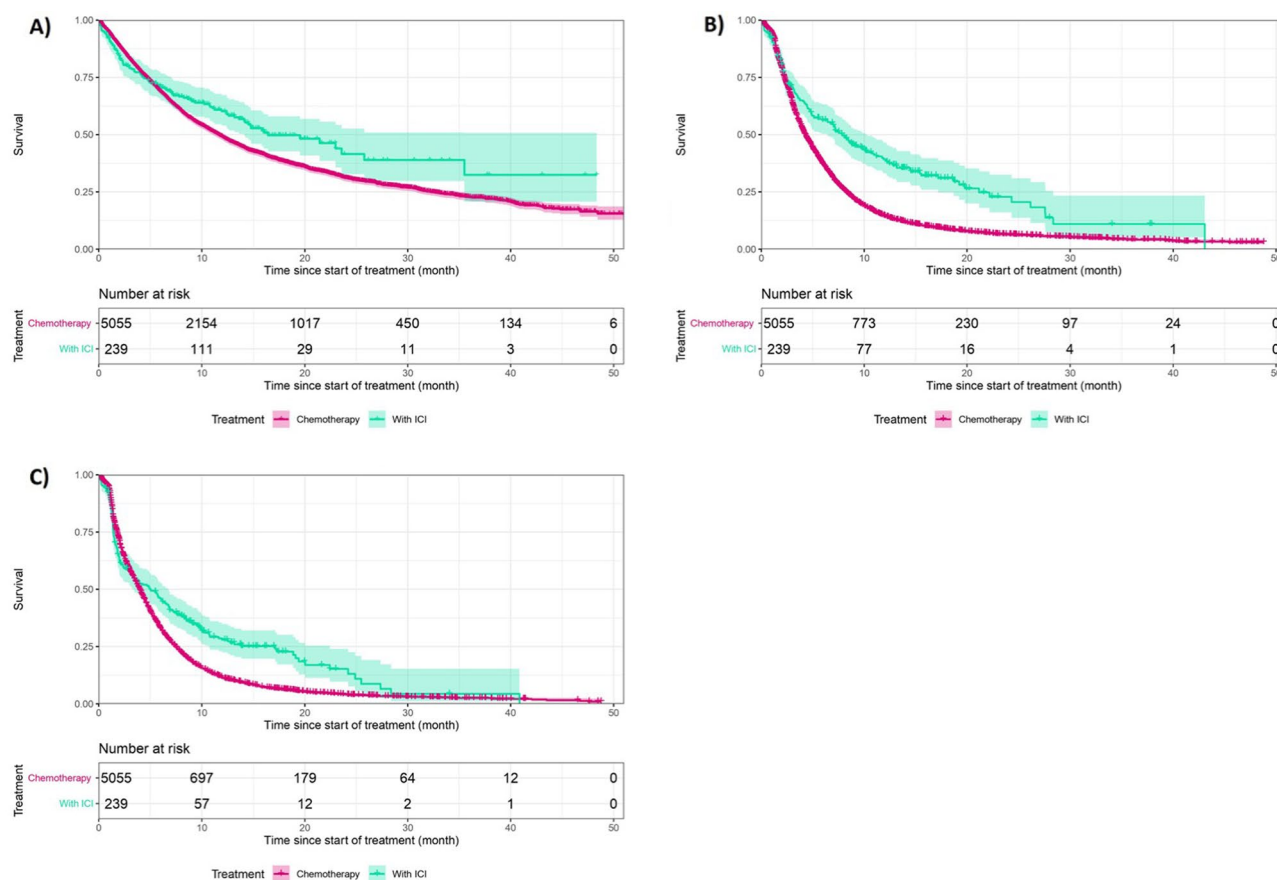 A)
Survival
1.00
0.75
0.50
0.25
0.00
0 10 20 30 40 50
Time since start of treatment (month)
Number at risk
Treatment
Chemotherapy 5055 2154 1017 450 134 6
With ICI 239 111 29 11 3 0
0 10 20 30 40 50
Time since start of treatment (month)
Treatment Chemotherapy With ICI
B)
Survival
1.00
0.75
0.50
0.25
0.00
0 10 20 30 40 50
Time since start of treatment (month)
Number at risk
Treatment
Chemotherapy 5055 773 230 97 24 0
With ICI 239 77 16 4 1 0
0 10 20 30 40 50
Time since start of treatment (month)
Treatment Chemotherapy With ICI
C)
Survival
1.00
0.75
0.50
0.25
0.00
0 10 20 30 40 50
Time since start of treatment (month)
Number at risk
Treatment
Chemotherapy 5055 697 179 64 12 0
With ICI 239 57 12 2 1 0
0 10 20 30 40 50
Time since start of treatment (month)
Treatment Chemotherapy With ICI